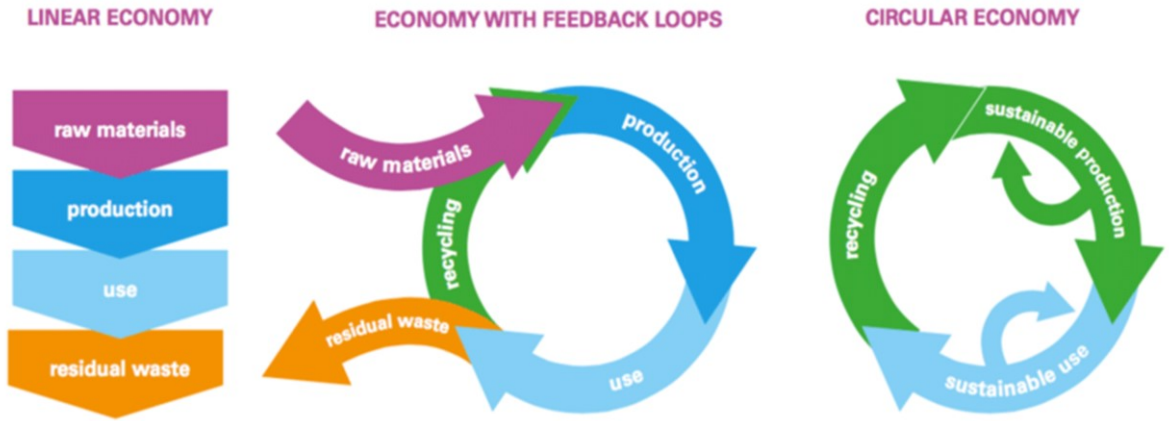 LINEAR ECONOMY
raw materials
production
use
residual waste
ECONOMY WITH FEEDBACK LOOPS
raw materials
production
recycling
residual waste
use
CIRCULAR ECONOMY
sustainable production
recycling
sustainable use